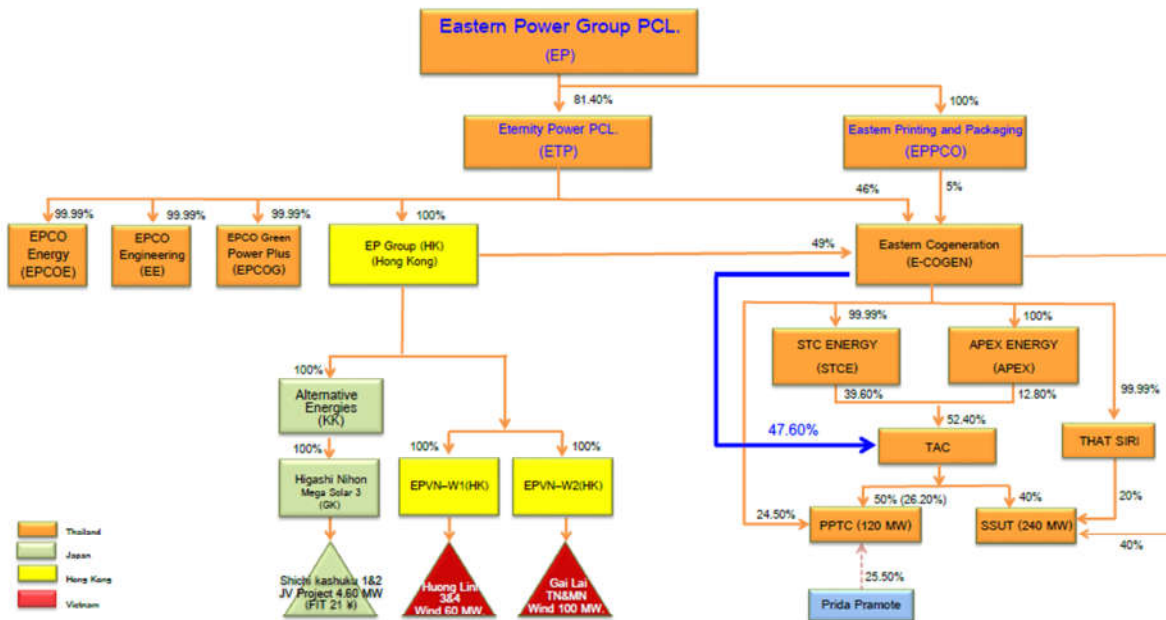 Eastern Power Group PCL.
(EP)
81.40%
100%
Eternity Power PCL.
(ETP)
Eastern Printing and Packaging
(EPPCO)
46%
5%
99.99%
99.99%
99.99%
100%
EPCO
Energy
(EPCOE)
EPCO
Engineering
(EE)
EPCO Green
Power Plus
(EPCOG)
EP Group (HK)
(Hong Kong)
49%
Eastern Cogeneration
(E-COGEN)
99.99%
100%
STC ENERGY
(STCE)
APEX ENERGY
(APEX)
100%
Alternative
Energies
(KK)
39.60%
12.80%
99.99%
52.40%
47.60%
TAC
THAT SIRI
100%
100%
100%
Higashi Nihon
Mega Solar 3
(GK)
EPVN-W1(HK)
EPVN-W2(HK)
50% (26.20%)
40%
20%
24.50%
PPTC (120 MW)
SSUT (240 MW)
40%
Thailand
Japan
Hong Kong
Vietnam
Shichi kashuku 1&2
JV Project 4.60 MW
(FIT 21 ¥)
Huong Linh
3&4
Wind 60 MW.
Gai Lai
TN&MN
Wind 100 MW.
25.50%
Prida Pramote